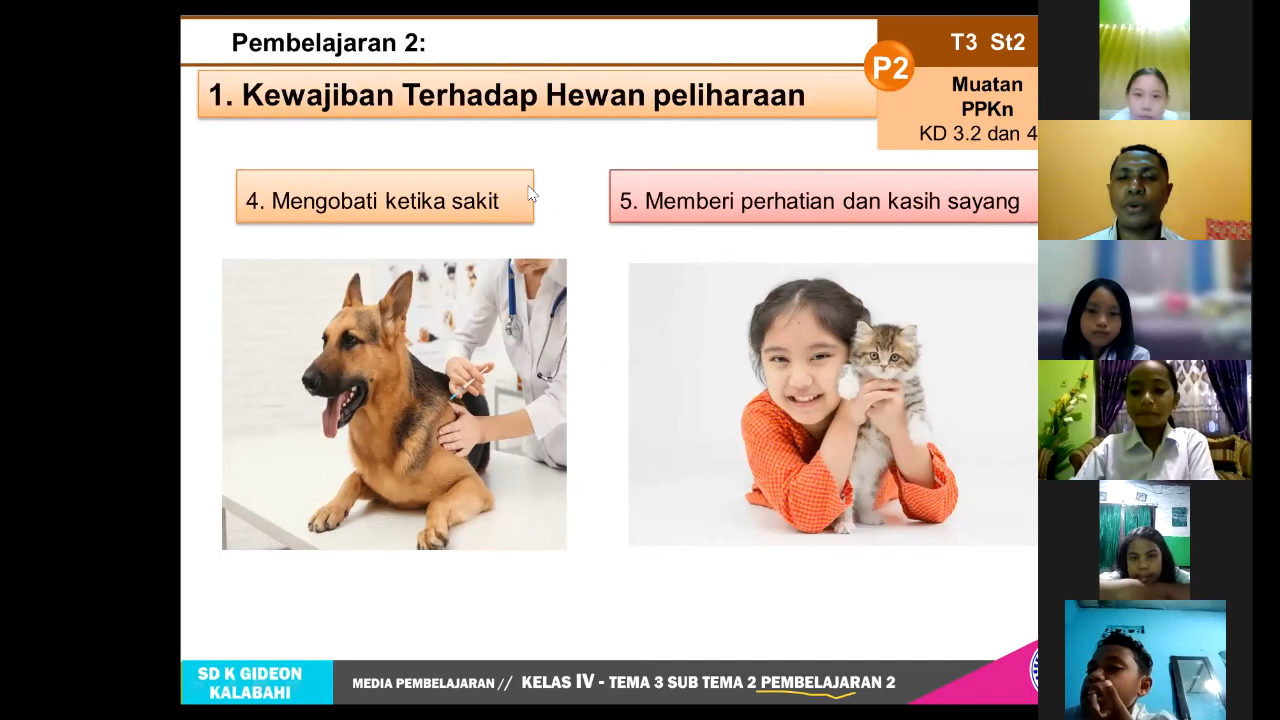 Pembelajaran 2:
T3 St2
P2
1. Kewajiban Terhadap Hewan peliharaan
Muatan
PPKn
KD 3.2 dan 4
4. Mengobati ketika sakit
5. Memberi perhatian dan kasih sayang
SD K GIDEON
KALABAHI
MEDIA PEMBELAJARAN // KELAS IV - TEMA 3 SUB TEMA 2 PEMBELAJARAN 2